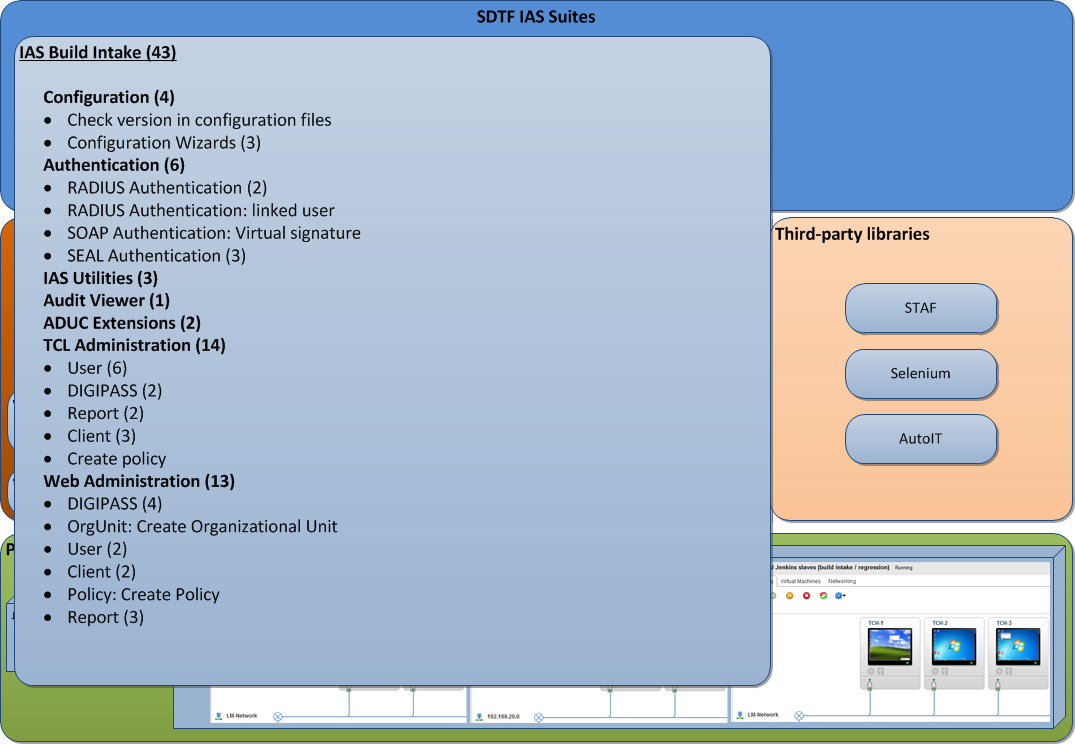 SDTF IAS Suites
IAS Build Intake (43)
Configuration (4)
• Check version in configuration files
• Configuration Wizards (3)
Authentication (6)
• RADIUS Authentication (2)
• RADIUS Authentication: linked user
• SOAP Authentication: Virtual signature
• SEAL Authentication (3)
IAS Utilities (3)
Audit Viewer (1)
ADUC Extensions (2)
TCL Administration (14)
• User (6)
• DIGIPASS (2)
• Report (2)
• Client (3)
• Create policy
Web Administration (13)
• DIGIPASS (4)
• OrgUnit: Create Organizational Unit
• User (2)
• Client (2)
• Policy: Create Policy
• Report (3)
Third-party libraries
STAF
Selenium
AutoIT
P
d Jenkins slaves (build intake / regression) Running
Virtual Machines Networking
TCH-1 TCH-2 TCH-3
LM-Network 192.168.20.0 LM-Network